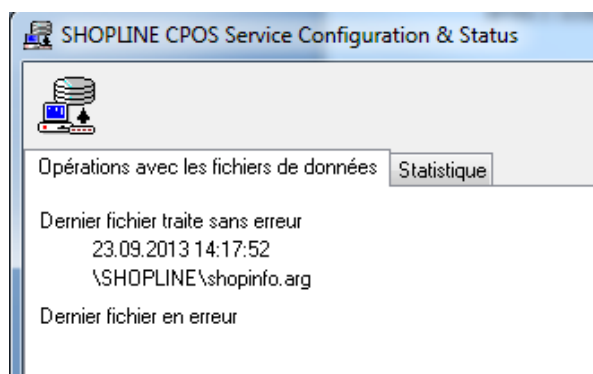 SHOPLINE CPOS Service Configuration & Status
Opérations avec les fichiers de données
Statistique
Dernier fichier traite sans erreur
23.09.2013 14:17:52
\SHOPLINE\shopinfo.arg
Dernier fichier en erreur